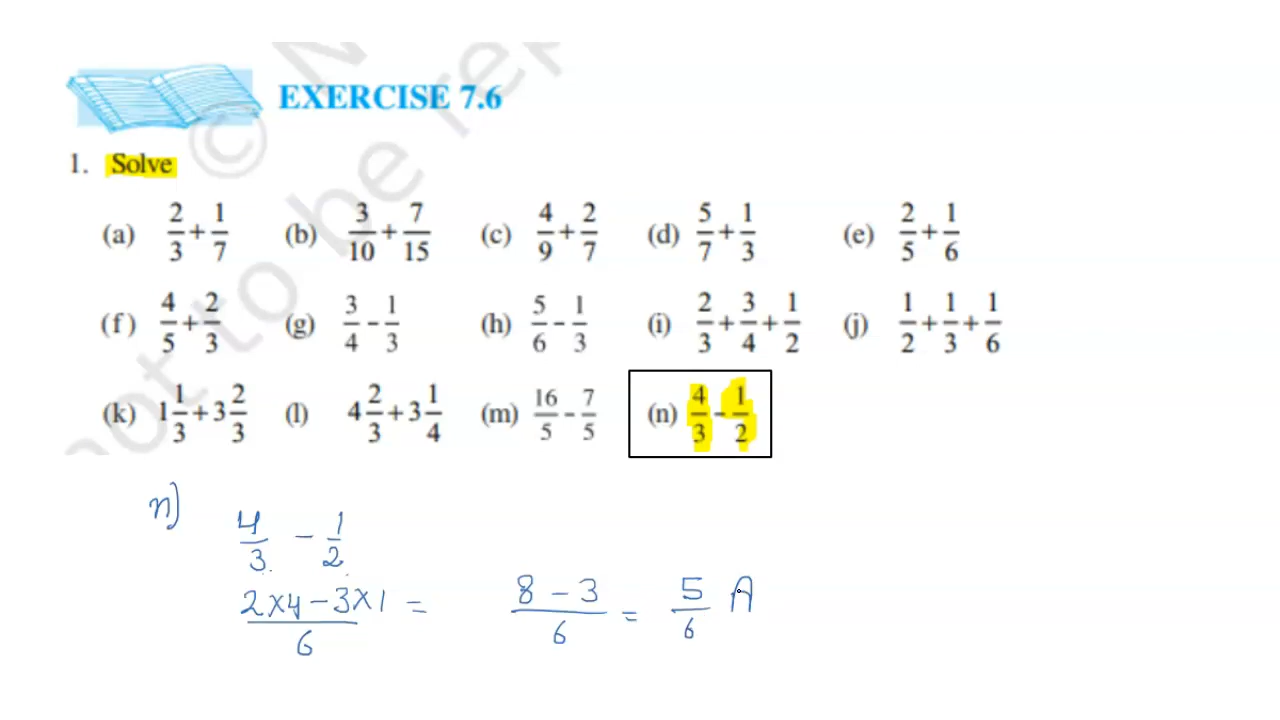 EXERCISE 7.6
1. Solve
(a) 2/3 + 1/7 (b) 3/10 + 7/15 (c) 4/9 + 2/7 (d) 5/7 + 1/3 (e) 2/5 + 1/6
(f) 4/5 + 2/3 (g) 3/4 - 1/3 (h) 5/6 - 1/3 (i) 2/3 + 3/4 + 1/2 (j) 1/2 + 1/3 + 1/6
(k) 1 1/3 + 3 2/3 (l) 4 2/3 + 3 1/4 (m) 16/5 - 7/5 (n) 4/3 - 1/2
n) 4/3 - 1/2
2×4-3×1/6 = 8-3/6 = 5/6 A
© N
not to be rep